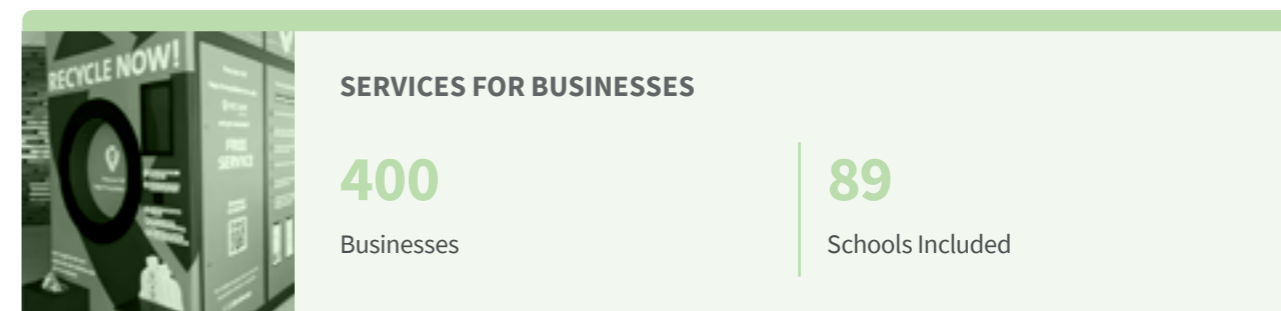 RECYCLE NOW!
FREE
SERVICE
SERVICES FOR BUSINESSES
400
89
Businesses
Schools Included